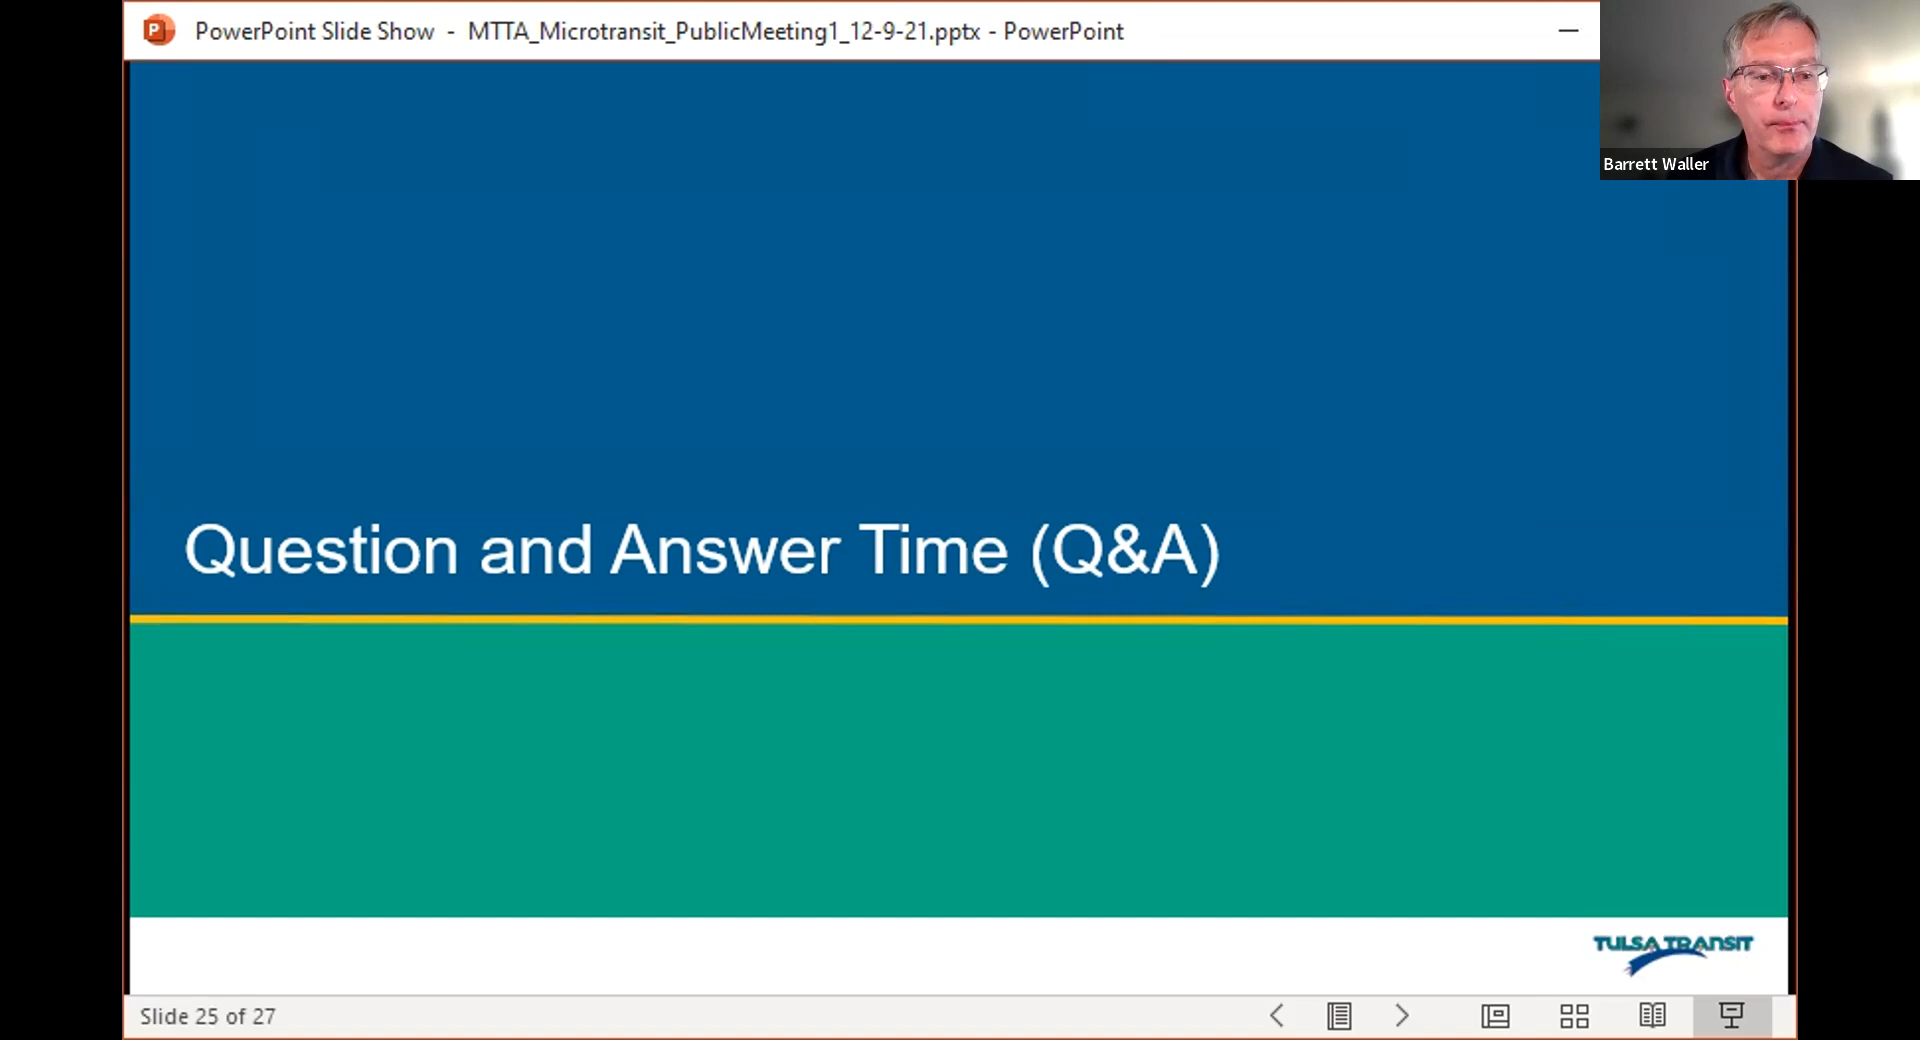 PowerPoint Slide Show - MTTA_Microtransit_PublicMeeting1_12-9-21.pptx - PowerPoint
Barrett Waller
Question and Answer Time (Q&A)
TULSA TRANSIT
Slide 25 of 27